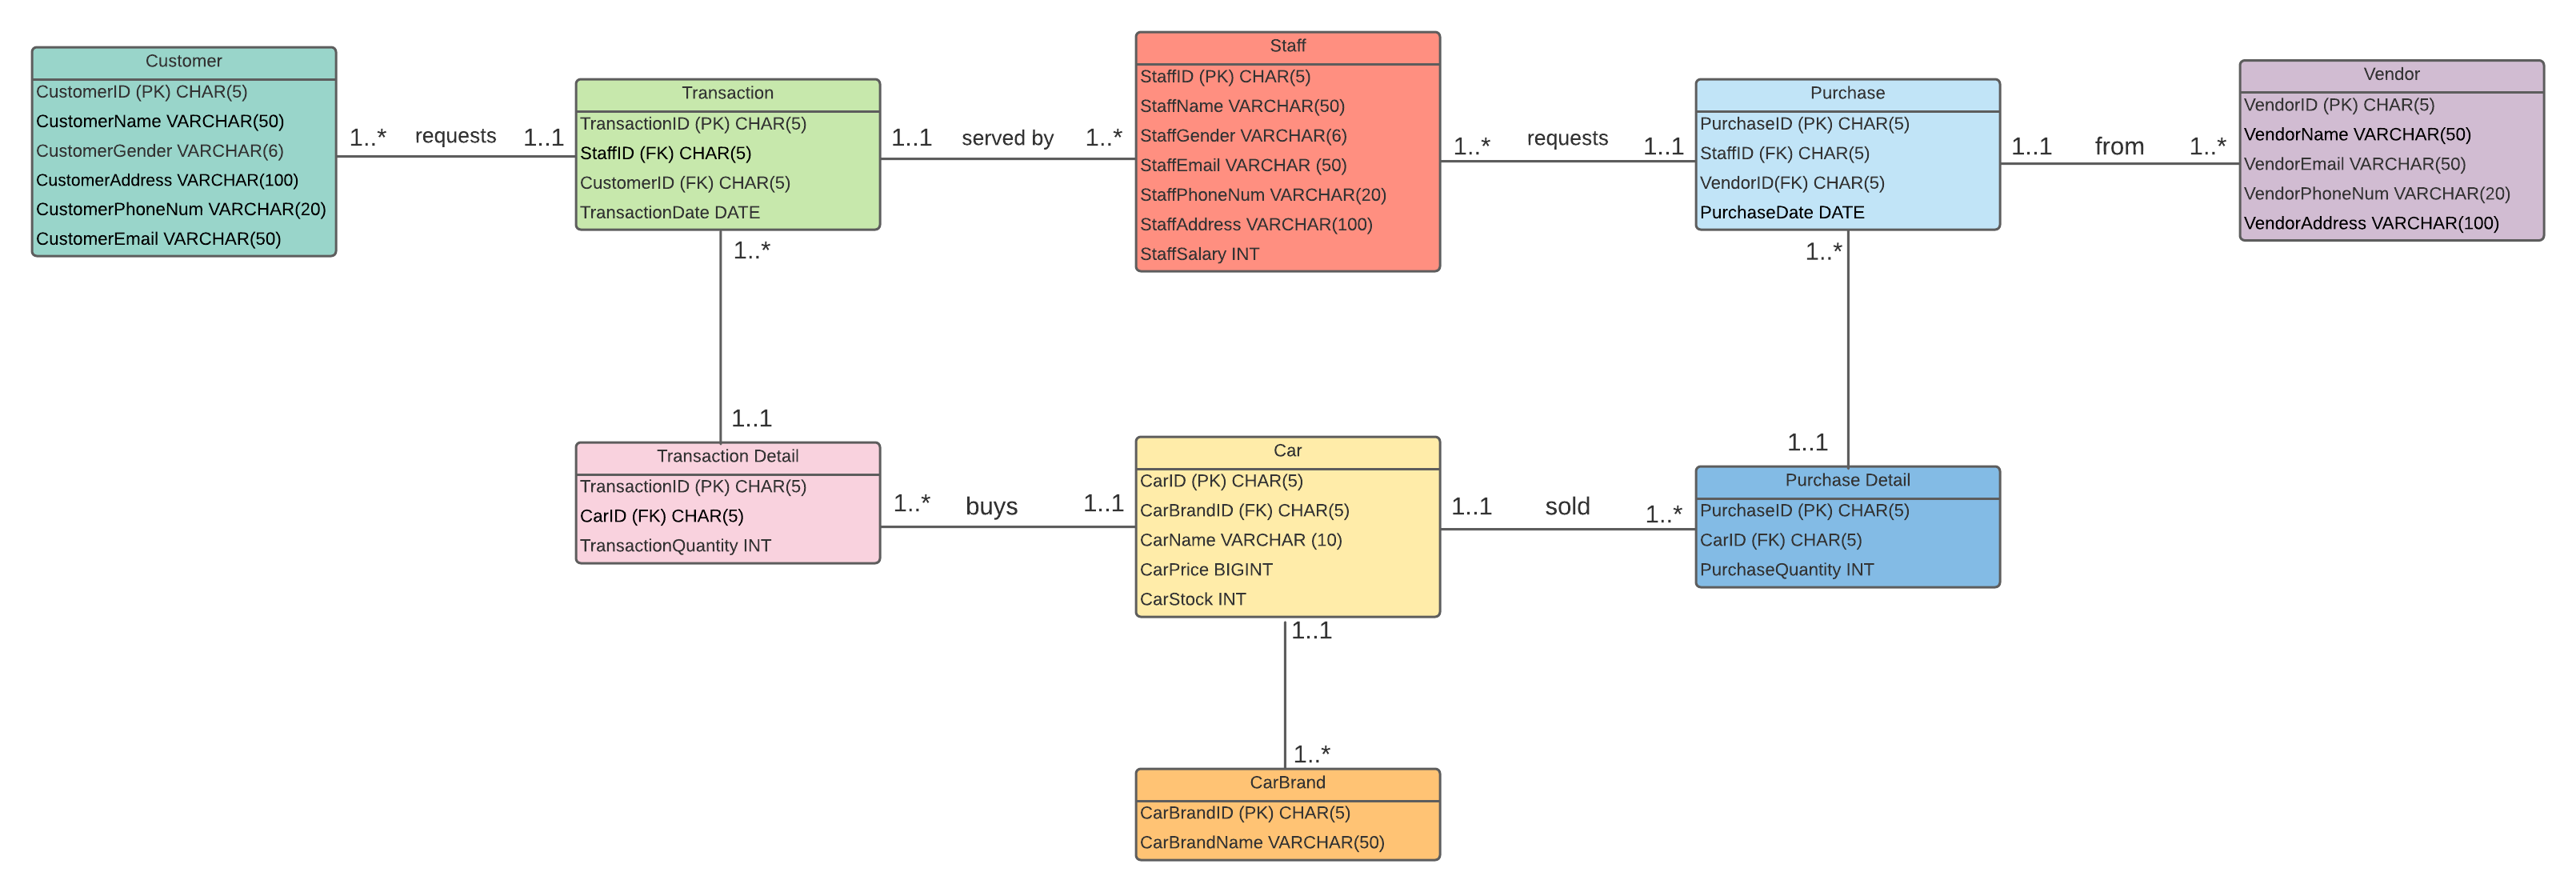 Customer
CustomerID (PK) CHAR(5)
CustomerName VARCHAR(50)
CustomerGender VARCHAR(6)
CustomerAddress VARCHAR(100)
CustomerPhoneNum VARCHAR(20)
CustomerEmail VARCHAR(50)
1..* requests 1..1
Transaction
TransactionID (PK) CHAR(5)
StaffID (FK) CHAR(5)
CustomerID (FK) CHAR(5)
TransactionDate DATE
1..1 served by 1..*
Staff
StaffID (PK) CHAR(5)
StaffName VARCHAR(50)
StaffGender VARCHAR(6)
StaffEmail VARCHAR (50)
StaffPhoneNum VARCHAR(20)
StaffAddress VARCHAR(100)
StaffSalary INT
1..* requests 1..1
Purchase
PurchaseID (PK) CHAR(5)
StaffID (FK) CHAR(5)
VendorID(FK) CHAR(5)
PurchaseDate DATE
1..1 from 1..*
Vendor
VendorID (PK) CHAR(5)
VendorName VARCHAR(50)
VendorEmail VARCHAR(50)
VendorPhoneNum VARCHAR(20)
VendorAddress VARCHAR(100)
1..*
1..1
1..*
1..1
Transaction Detail
TransactionID (PK) CHAR(5)
CarID (FK) CHAR(5)
TransactionQuantity INT
1..* buys 1..1
Car
CarID (PK) CHAR(5)
CarBrandID (FK) CHAR(5)
CarName VARCHAR (10)
CarPrice BIGINT
CarStock INT
1..1 sold 1..*
Purchase Detail
PurchaseID (PK) CHAR(5)
CarID (FK) CHAR(5)
PurchaseQuantity INT
1..1
1..*
CarBrand
CarBrandID (PK) CHAR(5)
CarBrandName VARCHAR(50)